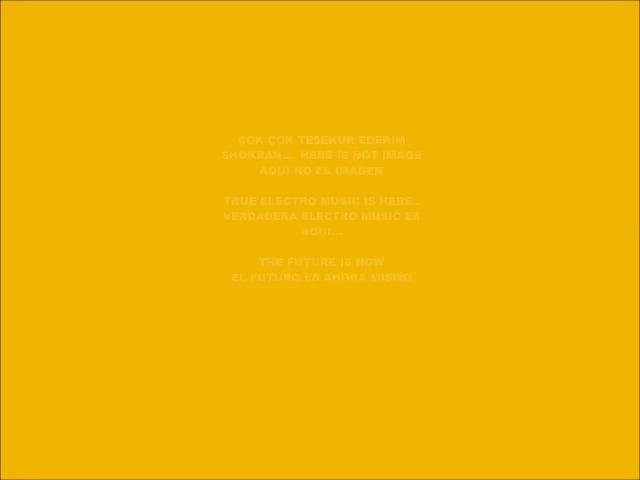 ÇOK ÇOK TESEKUR EDERIM
SHOKRAN... HERE IS NOT IMAGE
AQUI NO ES IMAGEN
TRUE ELECTRO MUSIC IS HERE..
VERDADERA ELECTRO MUSIC ES
AQUI...
THE FUTURE IS NOW
EL FUTURO ES AHORA MISMO